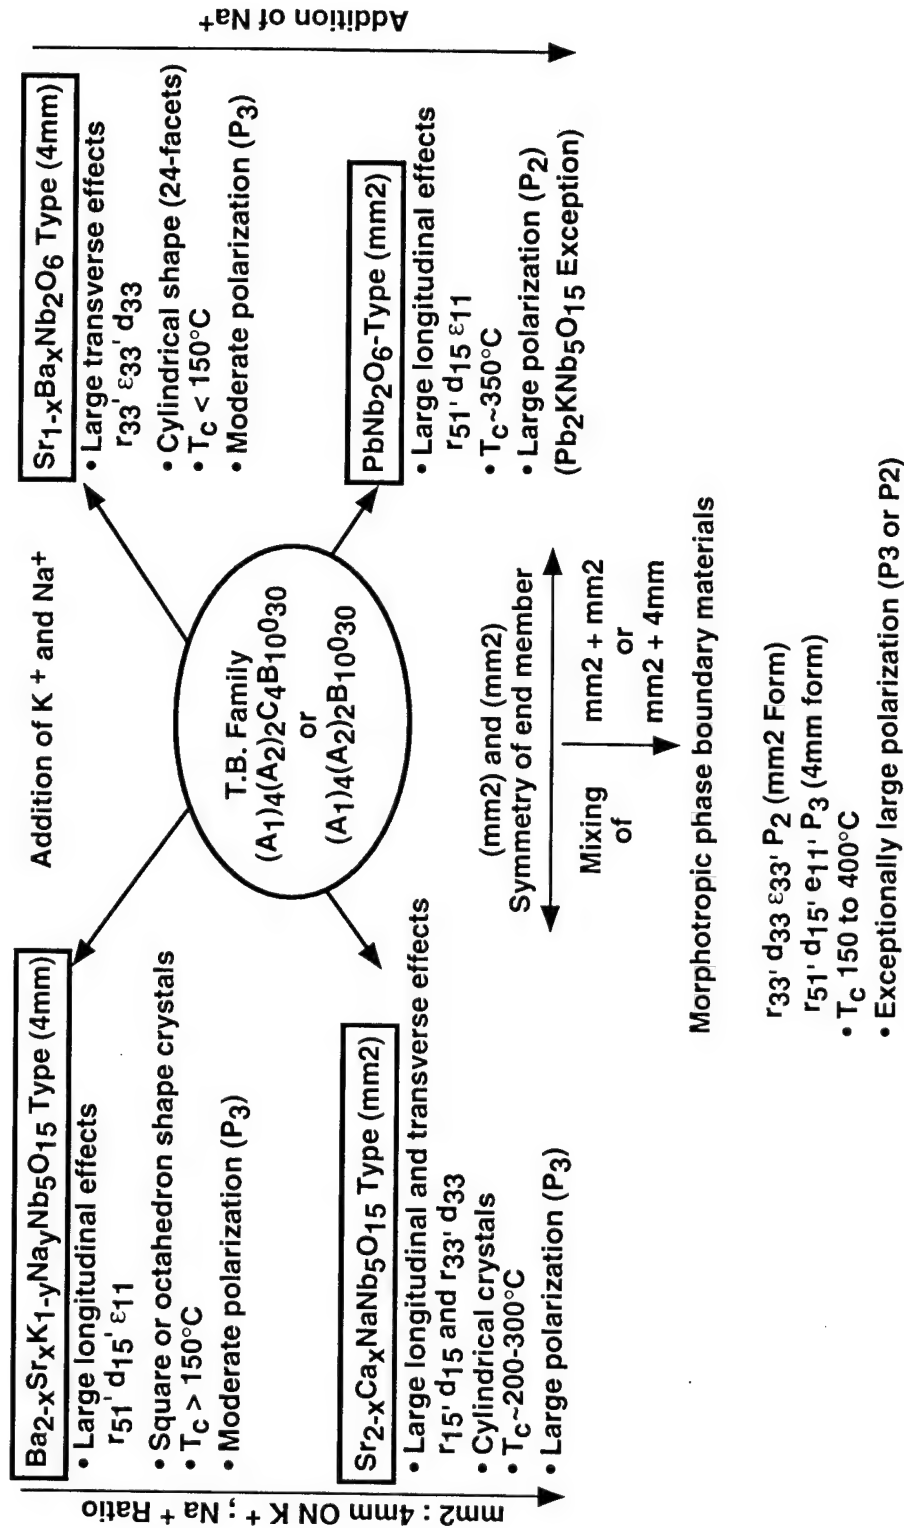 Addition of K + and Na+
Ba2-xSrxK1-yNayNb5O15 Type (4mm)
• Large longitudinal effects
r51' d15' ε11
• Square or octahedron shape crystals
• Tc > 150°C
• Moderate polarization (P3)
Sr1-xBaxNb2O6 Type (4mm)
• Large transverse effects
r33' ε33' d33
• Cylindrical shape (24-facets)
• Tc < 150°C
• Moderate polarization (P3)
mm2 : 4mm ON K + ; Na + Ratio
Addition of Na+
T.B. Family
(A1)4(A2)2C4B10O30
or
(A1)4(A2)2B10O30
Sr2-xCaxNaNb5O15 Type (mm2)
• Large longitudinal and transverse effects
r15' d15 and r33' d33
• Cylindrical crystals
• Tc~200-300°C
• Large polarization (P3)
PbNb2O6-Type (mm2)
• Large longitudinal effects
r51' d15 ε11
• Tc~350°C
• Large polarization (P2)
(Pb2KNb5O15 Exception)
(mm2) and (mm2)
Symmetry of end member
Mixing
of
mm2 + mm2
or
mm2 + 4mm
Morphotropic phase boundary materials
r33' d33 ε33' P2 (mm2 Form)
r51' d15' e11' P3 (4mm form)
• Tc 150 to 400°C
• Exceptionally large polarization (P3 or P2)